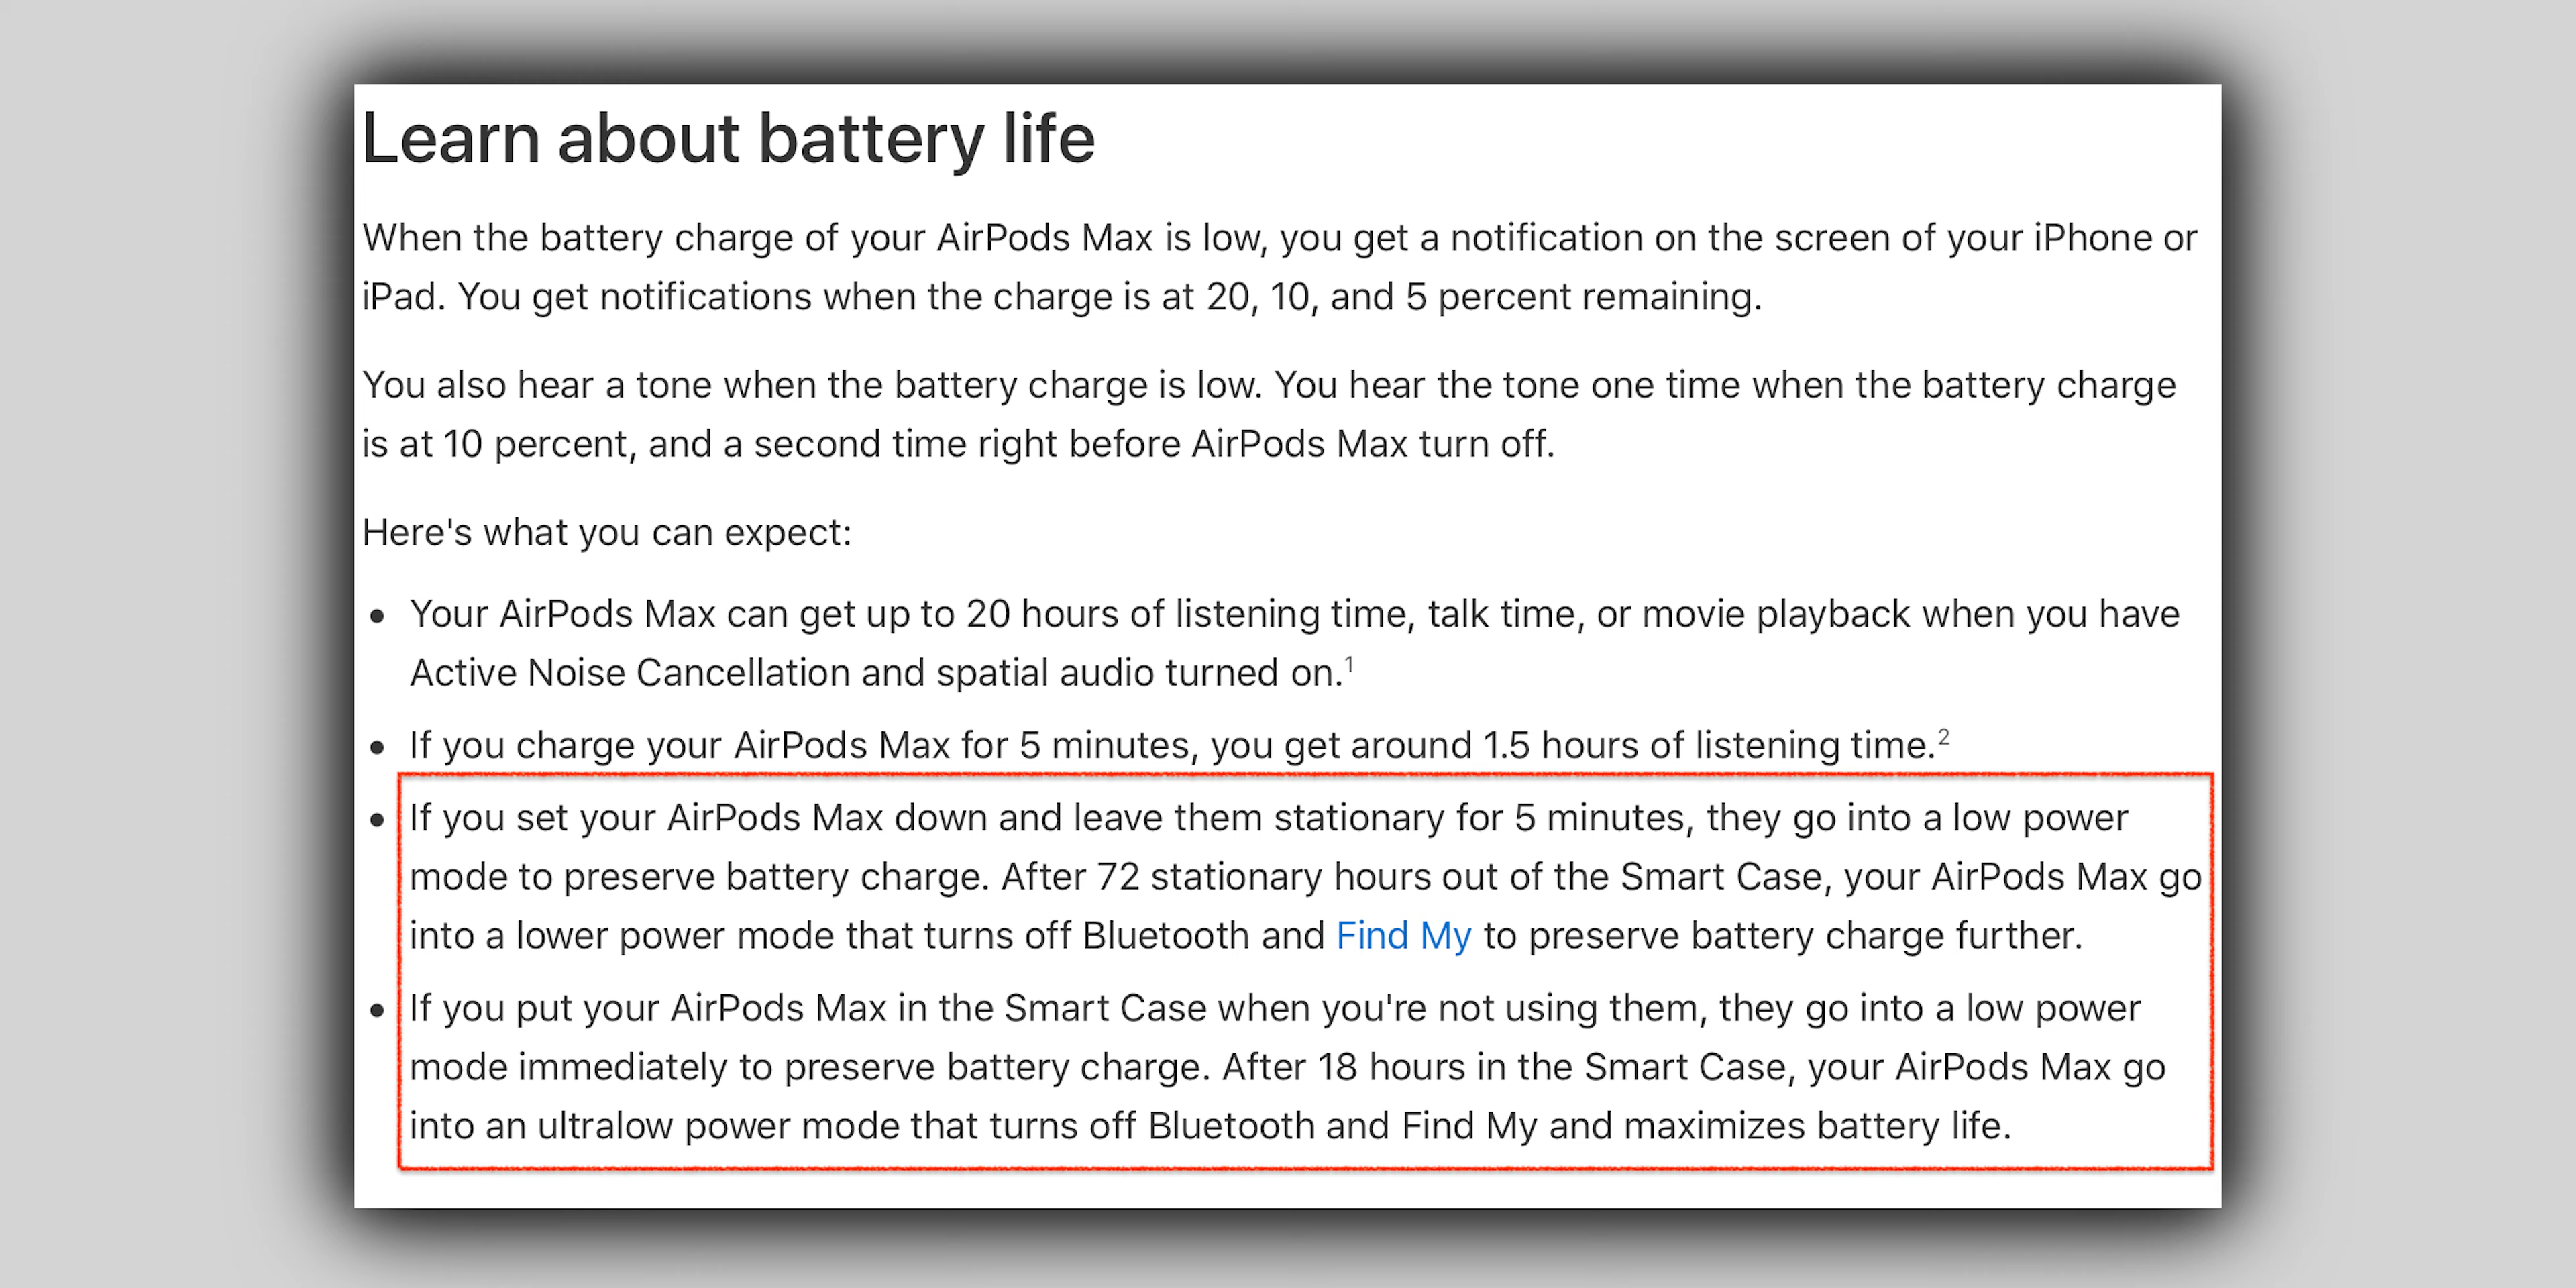 Learn about battery life
When the battery charge of your AirPods Max is low, you get a notification on the screen of your iPhone or
iPad. You get notifications when the charge is at 20, 10, and 5 percent remaining.
You also hear a tone when the battery charge is low. You hear the tone one time when the battery charge
is at 10 percent, and a second time right before AirPods Max turn off.
Here's what you can expect:
• Your AirPods Max can get up to 20 hours of listening time, talk time, or movie playback when you have
Active Noise Cancellation and spatial audio turned on.¹
• If you charge your AirPods Max for 5 minutes, you get around 1.5 hours of listening time.²
• If you set your AirPods Max down and leave them stationary for 5 minutes, they go into a low power
mode to preserve battery charge. After 72 stationary hours out of the Smart Case, your AirPods Max go
into a lower power mode that turns off Bluetooth and Find My to preserve battery charge further.
• If you put your AirPods Max in the Smart Case when you're not using them, they go into a low power
mode immediately to preserve battery charge. After 18 hours in the Smart Case, your AirPods Max go
into an ultralow power mode that turns off Bluetooth and Find My and maximizes battery life.